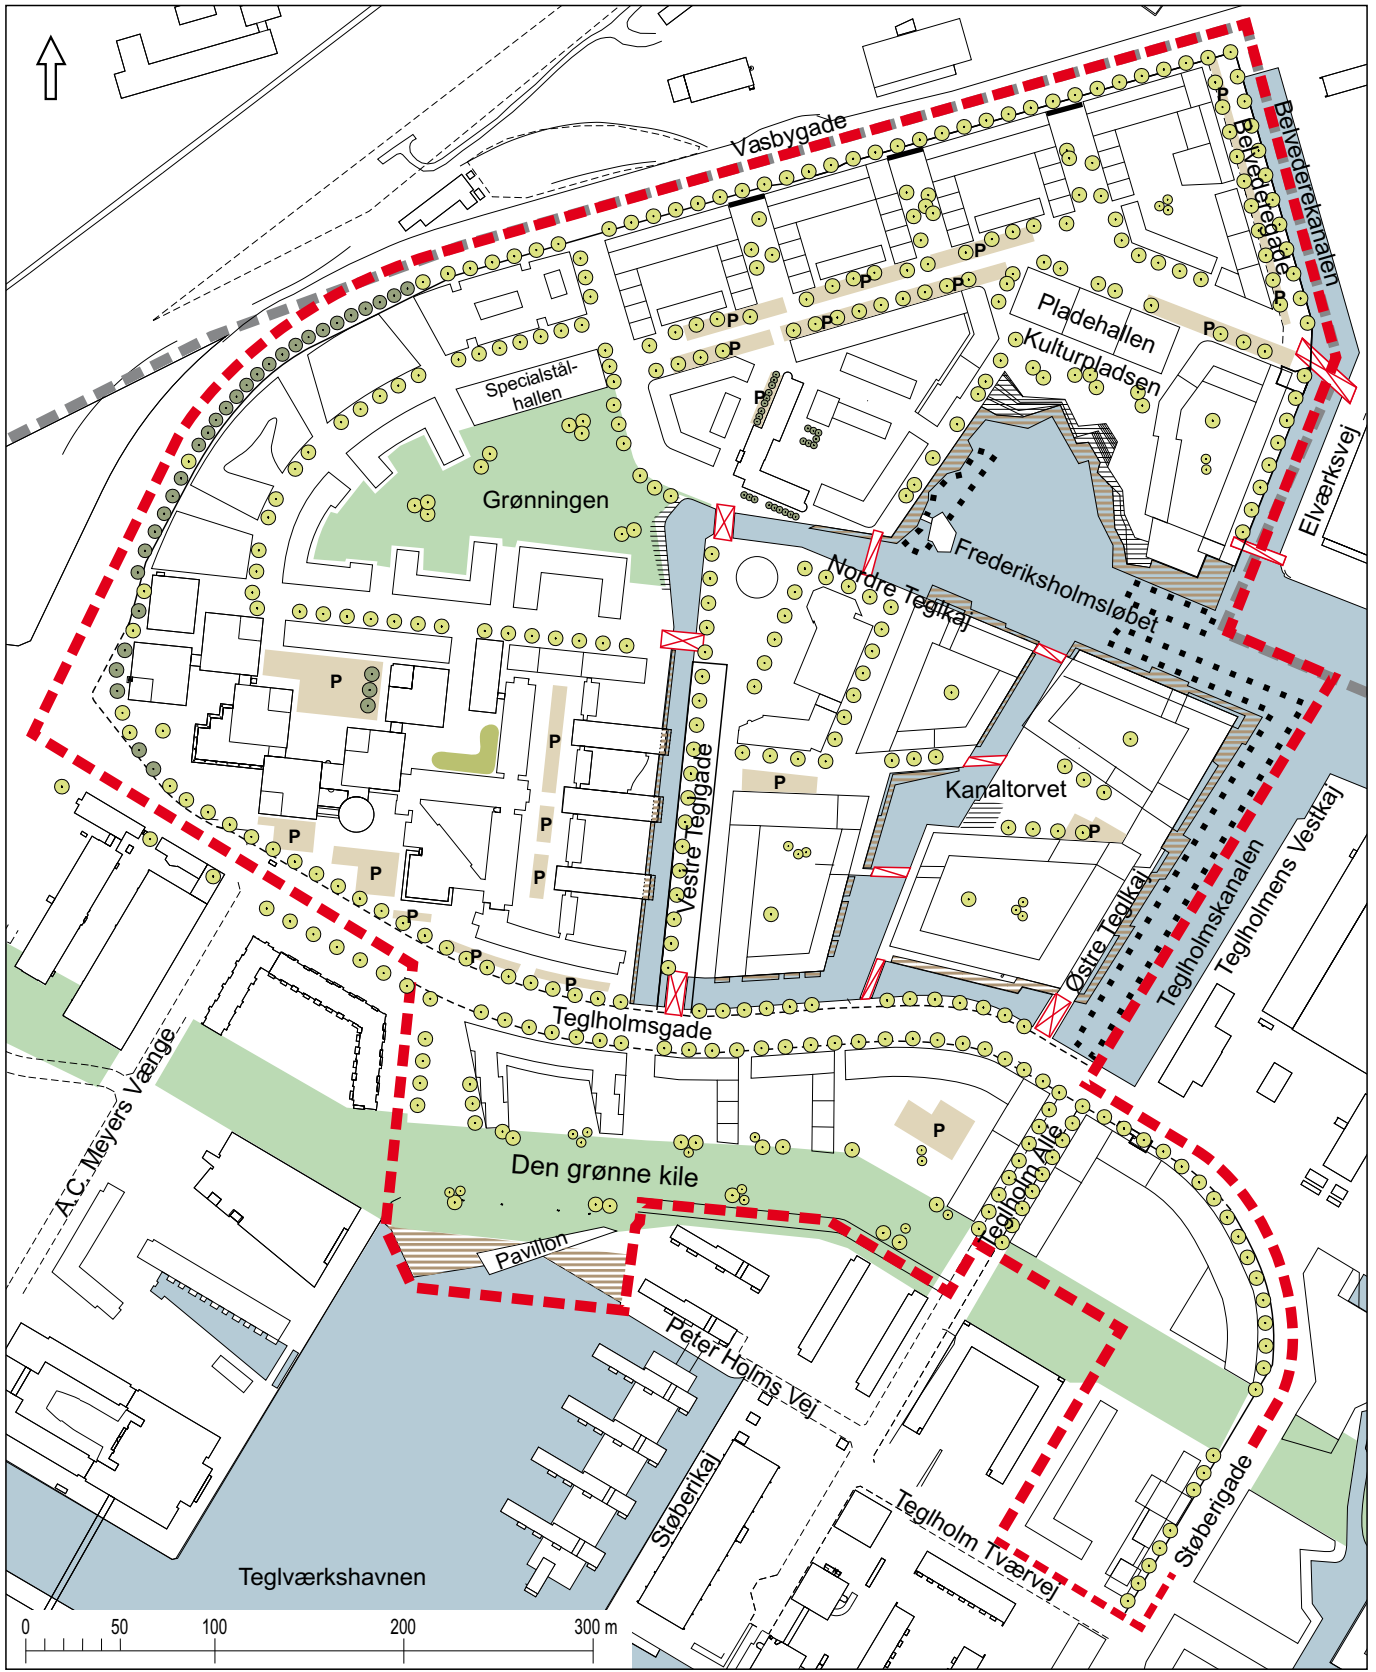 Vasbygade
P
Belvederekanalen
Belvederegade
P
P
P
P
P
P
P
P
Pladehallen
Kulturpladsen
P
Specialstål-
hallen
P
Elværksvej
Grønningen
Frederiksholmsløbet
Nordre Teglkaj
P
P
P
Kanaltorvet
Vestre Teglgade
Teglholmens Vestkaj
P
P
P
P
P
Teglholmskanalen
Østre Teglkaj
P
P
P
Teglholmsgade
A.C. Meyers Vænge
P
Den grønne kile
Teglholm Alle
Pavillon
Peter Holms Vej
Støberikaj
Teglholm Tværvej
Støberigade
Teglværkshavnen
0 50 100 200 300 m